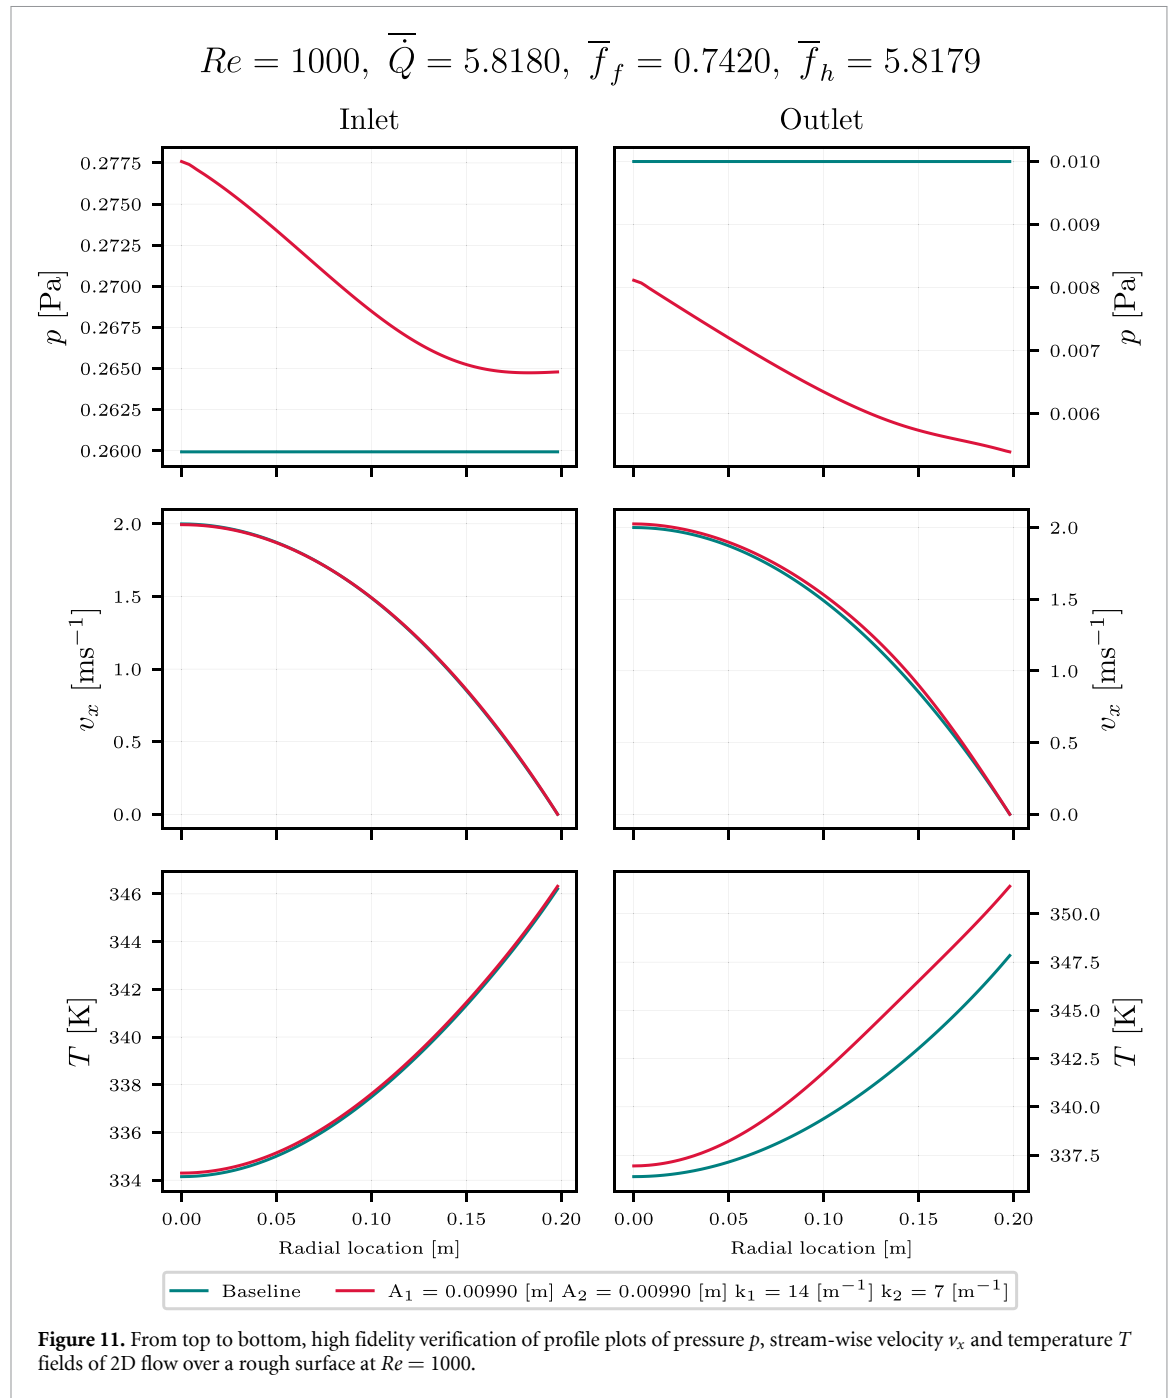 Re = 1000, \overline{\dot{Q}} = 5.8180, \overline{f}_f = 0.7420, \overline{f}_h = 5.8179
Inlet
Outlet
p [Pa]
0.2775
0.2750
0.2725
0.2700
0.2675
0.2650
0.2625
0.2600
0.010
0.009
0.008
0.007
0.006
p [Pa]
v_x [ms^{-1}]
2.0
1.5
1.0
0.5
0.0
2.0
1.5
1.0
0.5
0.0
v_x [ms^{-1}]
T [K]
346
344
342
340
338
336
334
350.0
347.5
345.0
342.5
340.0
337.5
T [K]
0.00 0.05 0.10 0.15 0.20
0.00 0.05 0.10 0.15 0.20
Radial location [m]
Radial location [m]
Baseline
A_1 = 0.00990 [m] A_2 = 0.00990 [m] k_1 = 14 [m^{-1}] k_2 = 7 [m^{-1}]
Figure 11. From top to bottom, high fidelity verification of profile plots of pressure p, stream-wise velocity v_x and temperature T
fields of 2D flow over a rough surface at Re = 1000.